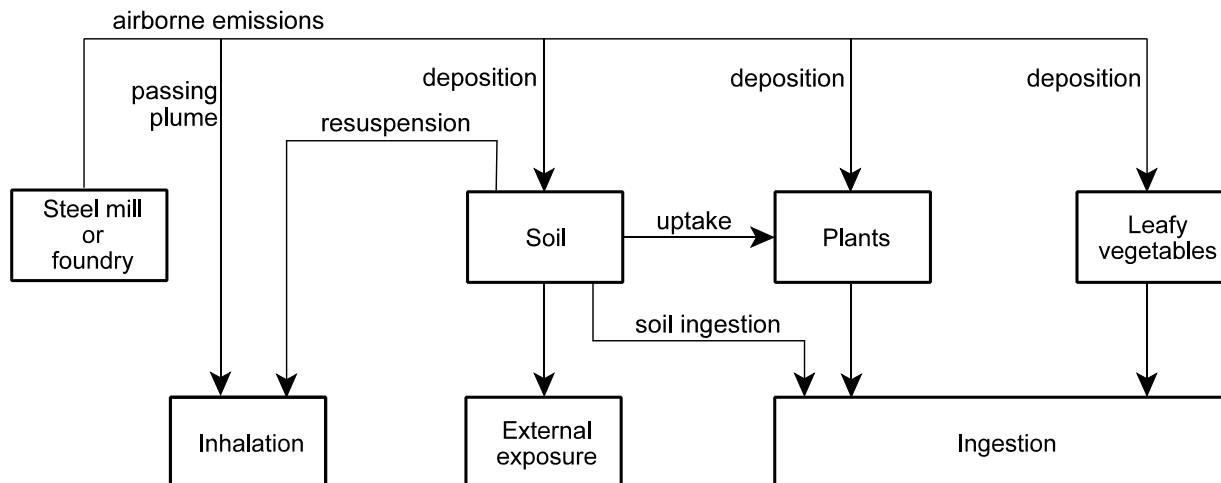 airborne emissions
passing
plume
deposition
deposition
deposition
resuspension
Steel mill
or
foundry
Soil
uptake
Plants
Leafy
vegetables
soil ingestion
Inhalation
External
exposure
Ingestion